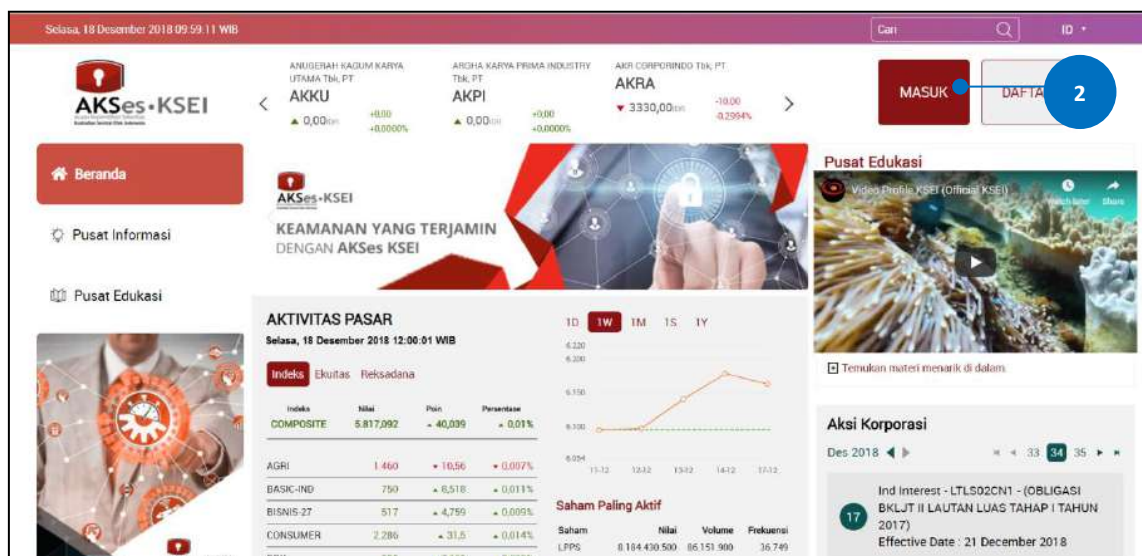 Selasa, 18 Desember 2018 09:59:11 WIB
Cari
ID
AKSes•KSEI
ANUGERAH KAGUM KARYA
UTAMA Tbk, PT
AKKU
▲ 0,00
+0,00
+0,0000%
ARGHA KARYA PRIMA INDUSTRY
Tbk, PT
AKPI
▲ 0,00
+0,00
+0,0000%
AKR CORPORINDO Tbk, PT
AKRA
▼ 3330,00
-10,00
-0,2994%
MASUK
DAFTA
2
Beranda
Pusat Informasi
Pusat Edukasi
AKSes•KSEI
KEAMANAN YANG TERJAMIN
DENGAN AKSes KSEI
Pusat Edukasi
Video Profile KSEI (Official KSEI)
Watch later
Share
Temukan materi menarik di dalam.
AKTIVITAS PASAR
Selasa, 18 Desember 2018 12:00:01 WIB
Indeks Ekuitas Reksadana
Indeks Nilai Poin Persentase
COMPOSITE 5.817,092 ▲ 40,039 ▲ 0,01%
AGRI 1.460 ▼ 10,56 ▼ 0,007%
BASIC-IND 750 ▲ 8,518 ▲ 0,011%
BISNIS-27 517 ▲ 4,759 ▲ 0,009%
CONSUMER 2.286 ▲ 31,5 ▲ 0,014%
1D 1W 1M 1S 1Y
6.220
6.200
6.150
6.100
6.054
11-12 12-12 13-12 14-12 17-12
Saham Paling Aktif
Saham Nilai Volume Frekuensi
LPPS 8.184.430.500 86.151.900 36.749
Aksi Korporasi
Des 2018
33 34 35
17
Ind Interest - LTLS02CN1 - (OBLIGASI
BKLJT II LAUTAN LUAS TAHAP I TAHUN
2017)
Effective Date : 21 December 2018